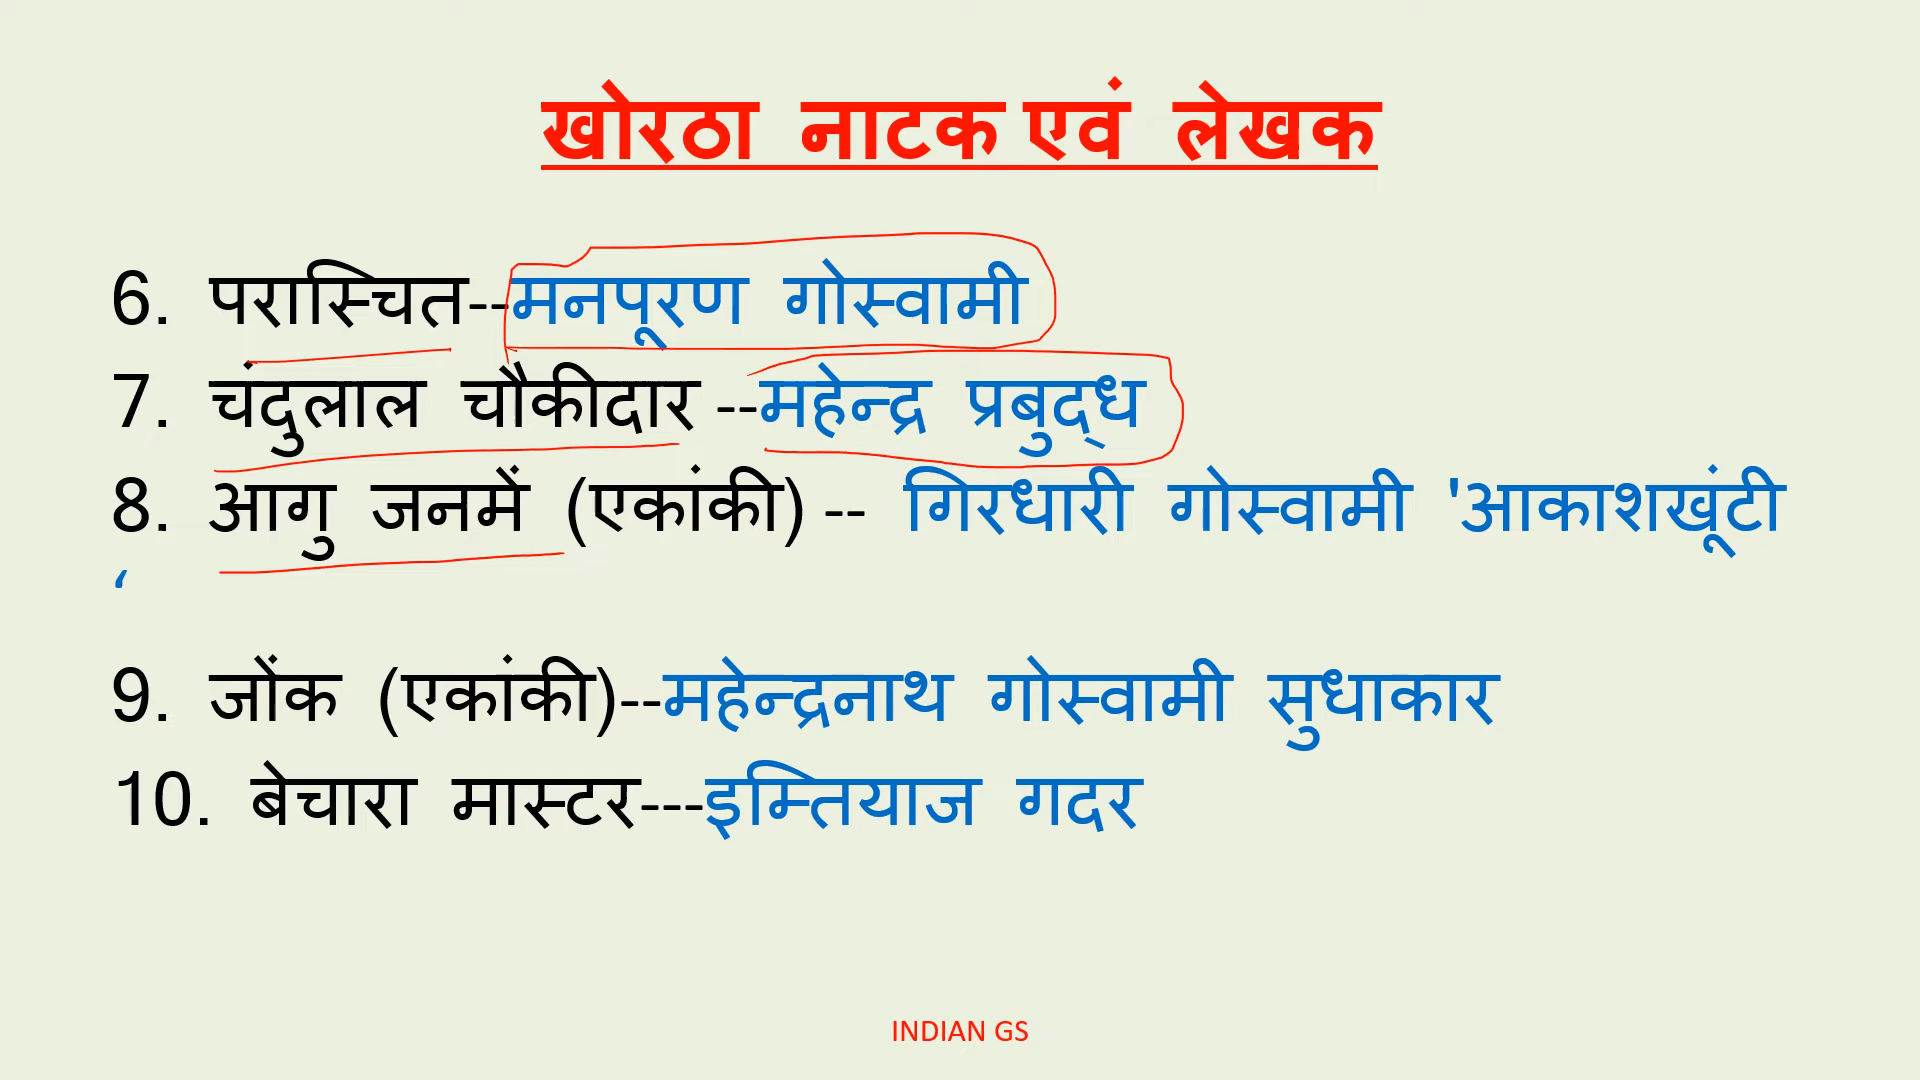 खोरठा नाटक एवं लेखक
6. परास्चित--मनपूरण गोस्वामी
7. चंदुलाल चौकीदार --महेन्द्र प्रबुद्ध
8. आगु जनमें (एकांकी) -- गिरधारी गोस्वामी 'आकाशखूंटी
‘
9. जोंक (एकांकी)--महेन्द्रनाथ गोस्वामी सुधाकार
10. बेचारा मास्टर---इम्तियाज गदर
INDIAN GS